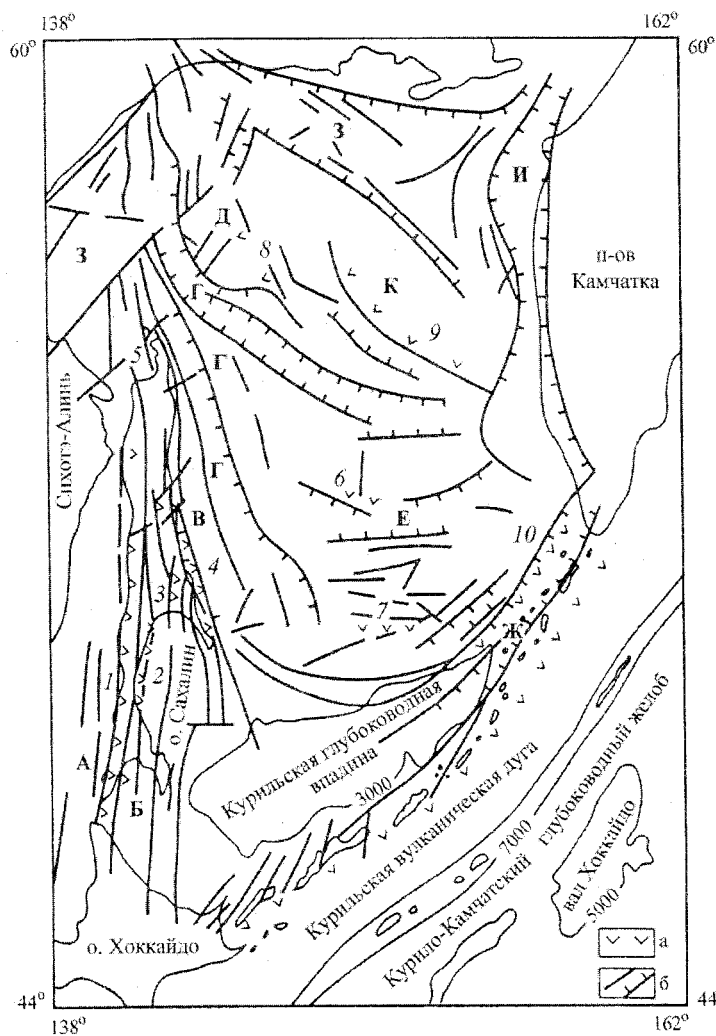 138°
162°
60°
60°
З
И
Д
8
К
п-ов
Камчатка
З
Г
9
5
Г
Сихотэ-Алинь
6
Г
Е
В
10
4
3
7
Ж
1
2
о. Сахалин
А
Б
Курильская глубоководная
впадина
3000
Курильская вулканическая дуга
7000
Курило-Камчатский глубоководный желоб
вал Хоккайдо
5000
о. Хоккайдо
а
б
44°
44
138°
162°